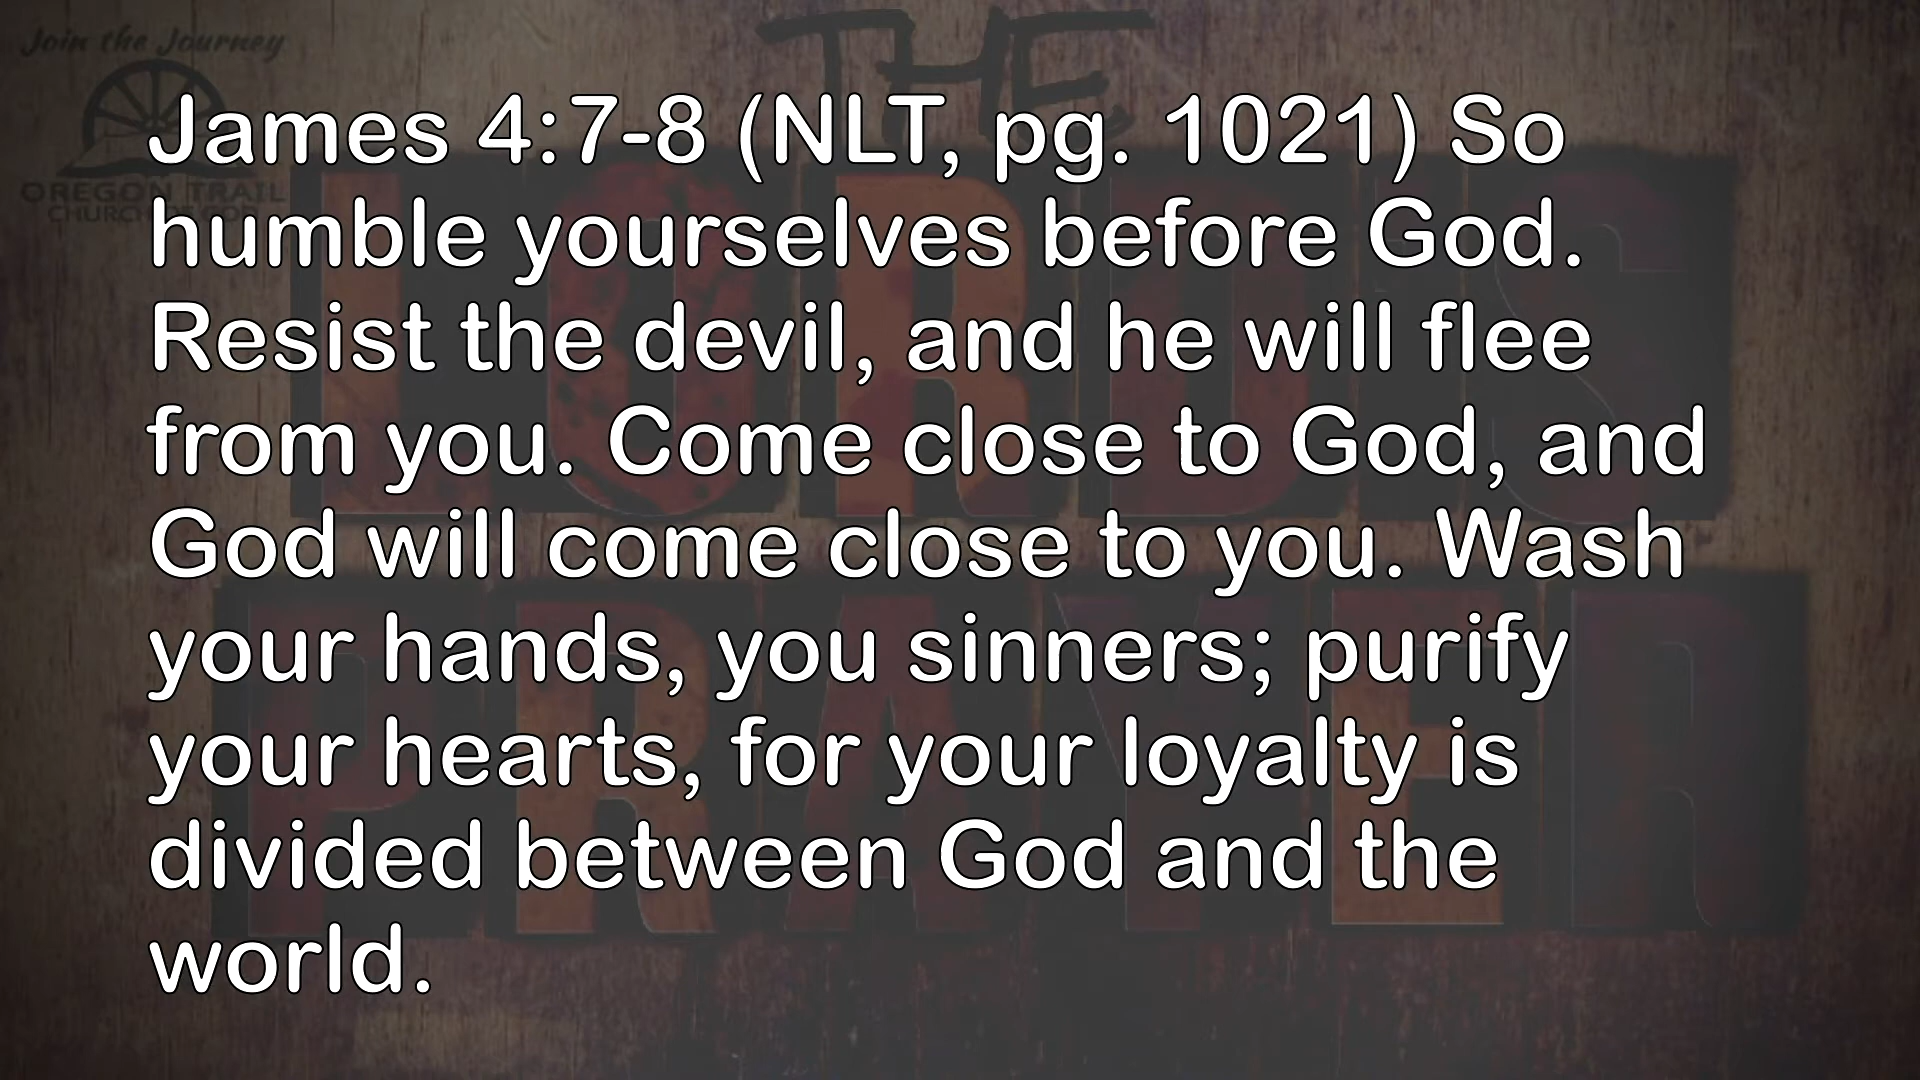 Join the Journey
THE
OREGON TRAIL
LORDS
PRAYER
James 4:7-8 (NLT, pg. 1021) So
humble yourselves before God.
Resist the devil, and he will flee
from you. Come close to God, and
God will come close to you. Wash
your hands, you sinners; purify
your hearts, for your loyalty is
divided between God and the
world.